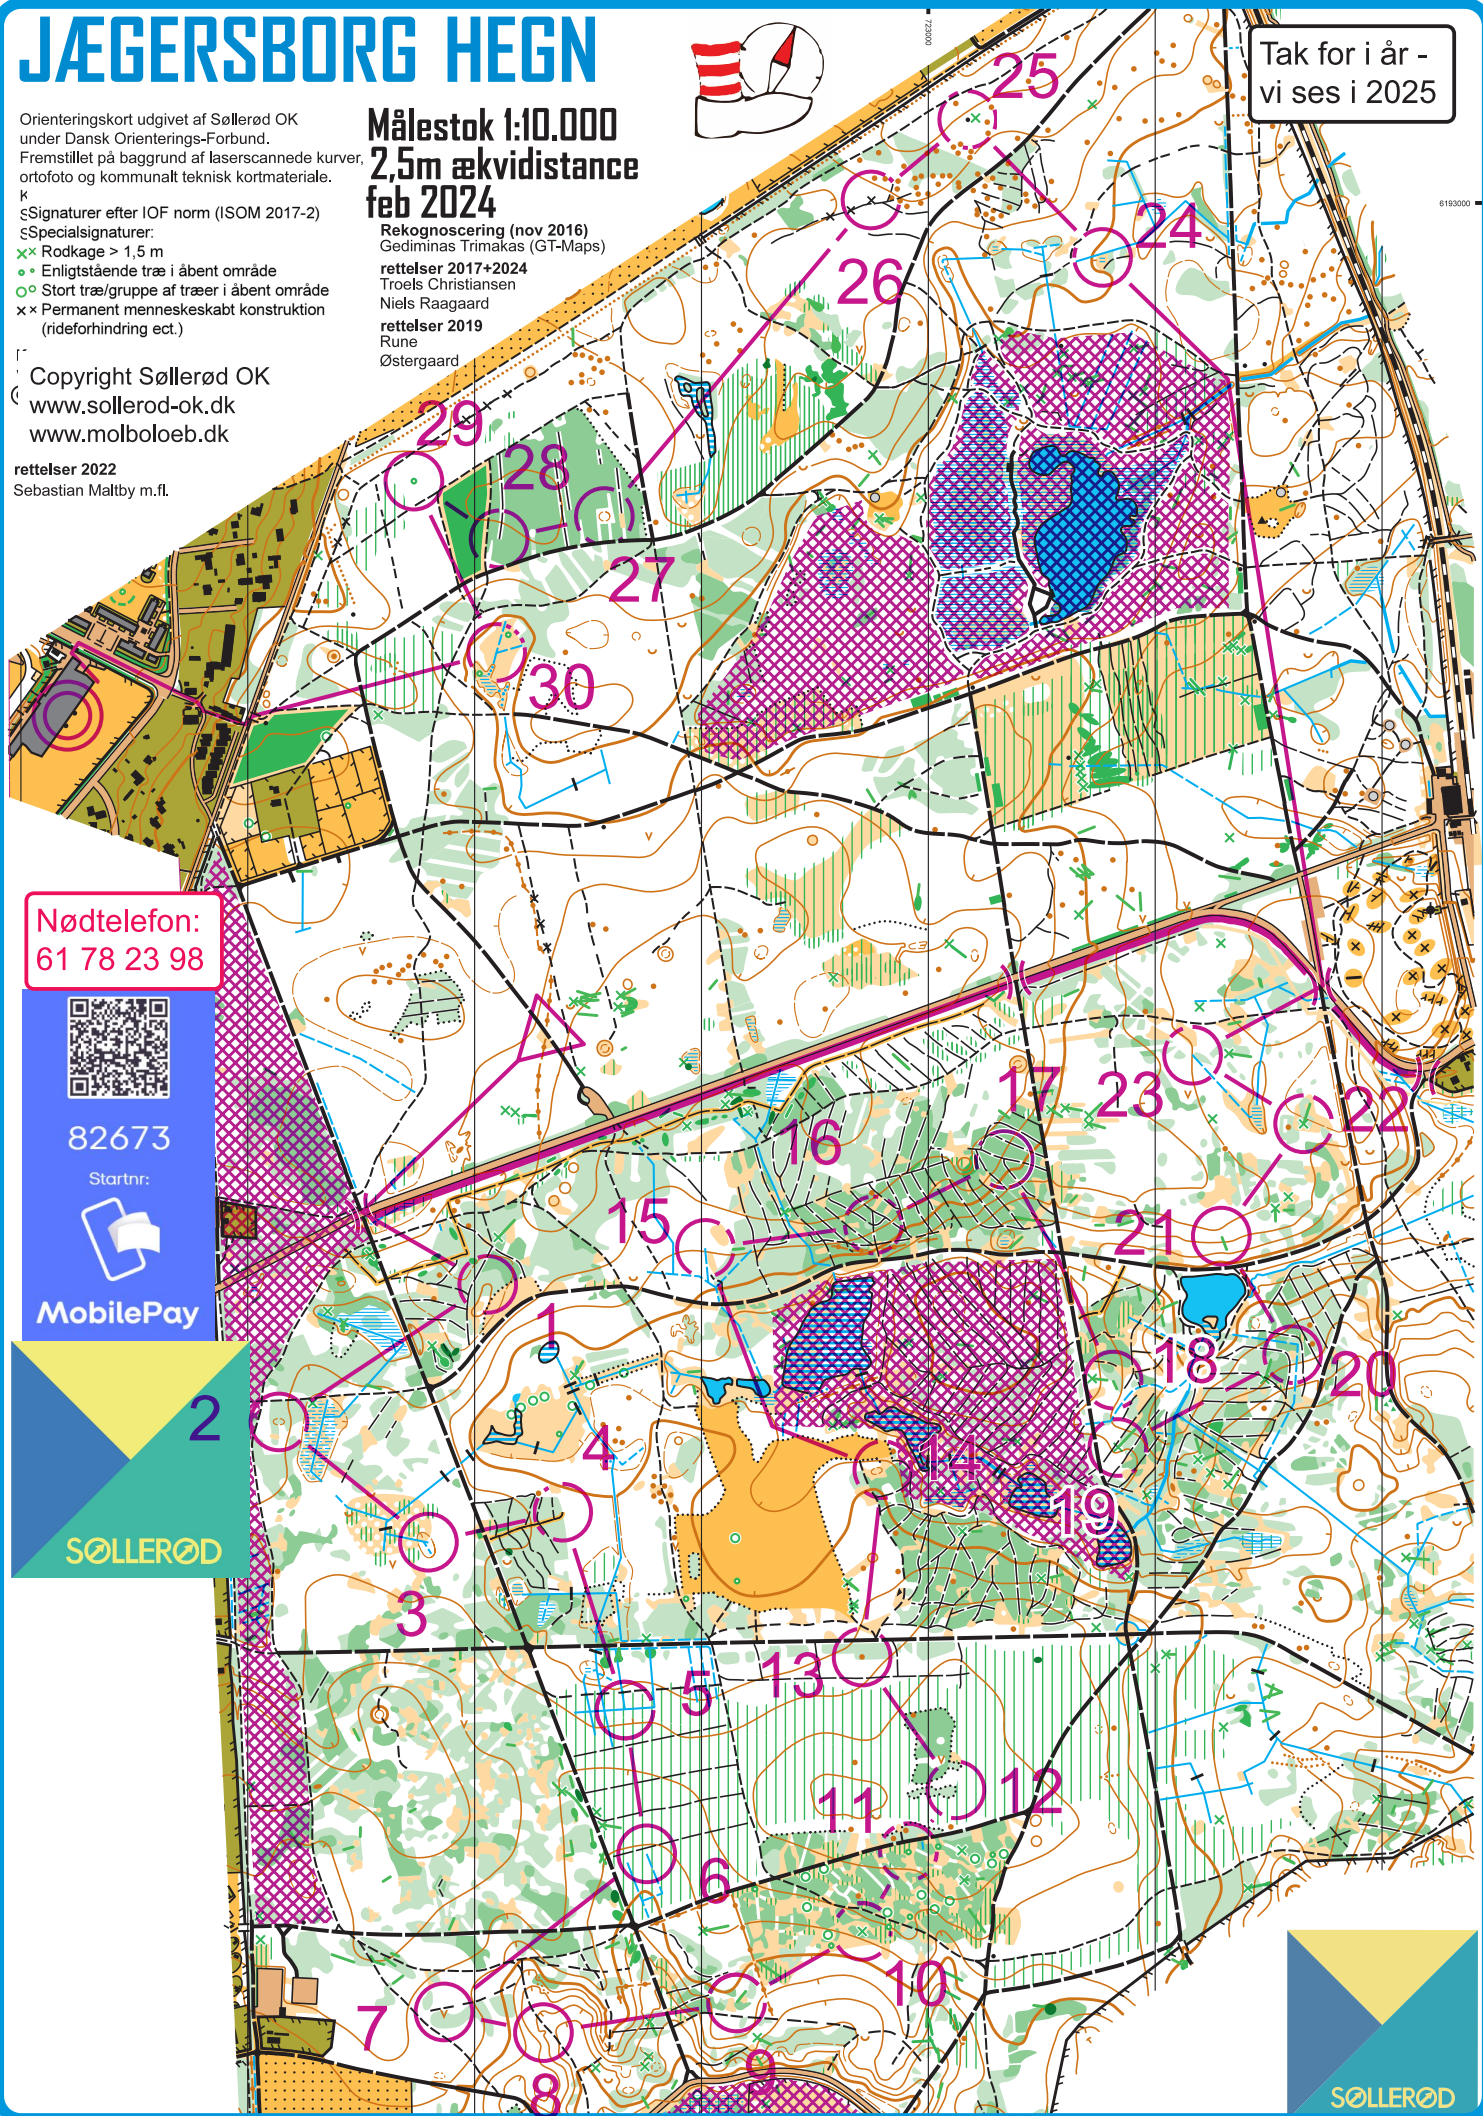 JÆGERSBORG HEGN
Orienteringskort udgivet af Søllerød OK
under Dansk Orienterings-Forbund.
Fremstillet på baggrund af laserscannede kurver,
ortofoto og kommunalt teknisk kortmateriale.
K
S
Signaturer efter IOF norm (ISOM 2017-2)
S
Specialsignaturer:
Rodkage > 1,5 m
Enligtstående træ i åbent område
Stort træ/gruppe af træer i åbent område
Permanent menneskeskabt konstruktion
(rideforhindring ect.)
Copyright Søllerød OK
www.sollerod-ok.dk
www.molboloeb.dk
rettelser 2022
Sebastian Maltby m.fl.
Målestok 1:10.000
2,5m ækvidistance
feb 2024
Rekognoscering (nov 2016)
Gediminas Trimakas (GT-Maps)
rettelser 2017+2024
Troels Christiansen
Niels Raagaard
rettelser 2019
Rune
Østergaard
Tak for i år -
vi ses i 2025
723000
6193000
25
24
26
29
28
27
30
Nødtelefon:
61 78 23 98
82673
Startnr:
MobilePay
SØLLERØD
17
23
22
16
15
21
1
18
20
2
4
14
19
3
5
13
12
11
6
10
7
9
8
SØLLERØD